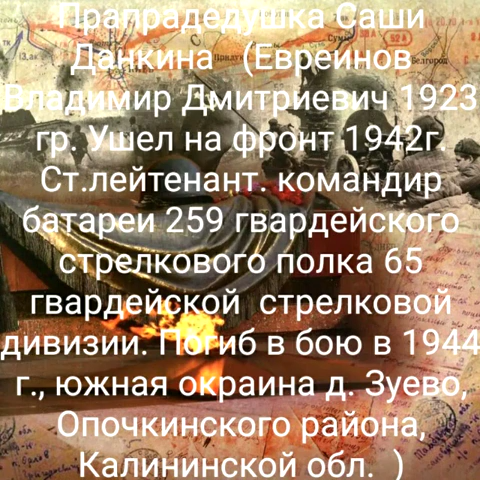 Прапрадедушка Саши
Данкина (Евреинов
Владимир Дмитриевич 1923
гр. Ушел на фронт 1942г.
Ст.лейтенант. командир
батареи 259 гвардейского
стрелкового полка 65
гвардейской стрелковой
дивизии. Погиб в бою в 1944
г., южная окраина д. Зуево,
Опочкинского района,
Калининской обл. )
Белгород